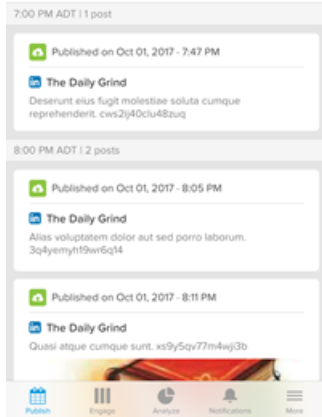 7:00 PM ADT | 1 post
Published on Oct 01, 2017 - 7:47 PM
in The Daily Grind
Deserunt eius fugit molestiae soluta cumque
reprehenderit. cws2ij40clu48zuq
8:00 PM ADT | 2 posts
Published on Oct 01, 2017 - 8:05 PM
in The Daily Grind
Alias voluptatem dolor aut sed porro laborum.
3q4yemyh19wr6q14
Published on Oct 01, 2017 - 8:11 PM
in The Daily Grind
Quasi atque cumque sunt. xs9y5qv77m4wji3b
Publish Engage Analyze Notifications More